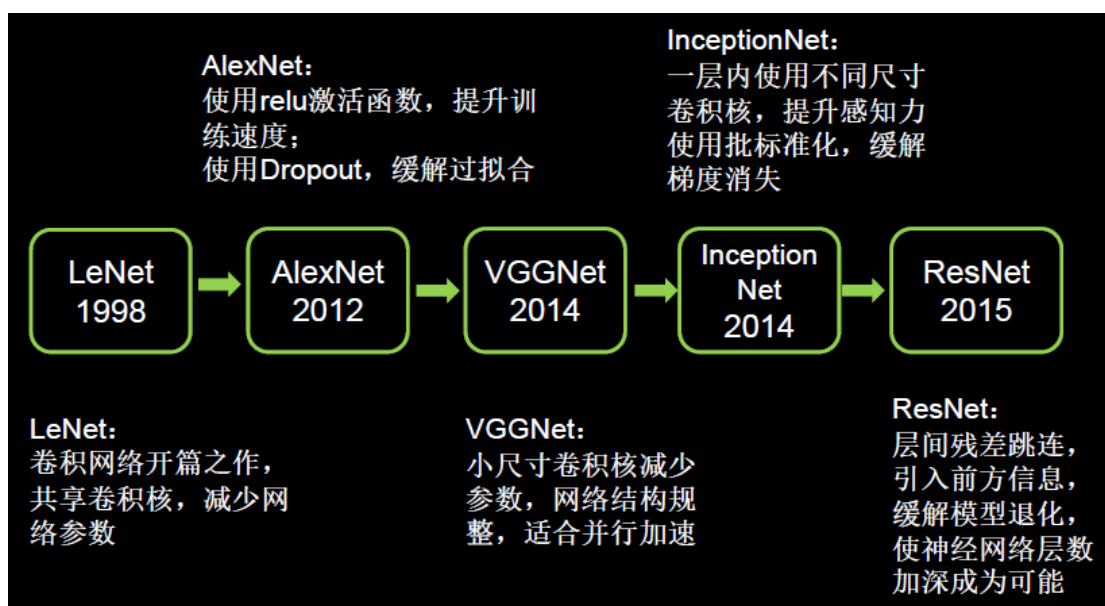 AlexNet：
使用relu激活函数，提升训
练速度；
使用Dropout，缓解过拟合
InceptionNet：
一层内使用不同尺寸
卷积核，提升感知力
使用批标准化，缓解
梯度消失
LeNet
1998
AlexNet
2012
VGGNet
2014
Inception
Net
2014
ResNet
2015
LeNet：
卷积网络开篇之作，
共享卷积核，减少网
络参数
VGGNet：
小尺寸卷积核减少
参数，网络结构规
整，适合并行加速
ResNet：
层间残差跳连，
引入前方信息，
缓解模型退化，
使神经网络层数
加深成为可能